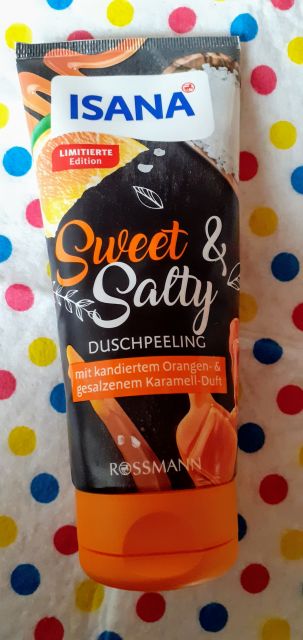 ISANA
LIMITIERTE
Edition
Sweet &
Salty
DUSCHPEELING
mit kandiertem Orangen- &
gesalzenem Karamell-Duft
ROSSMANN